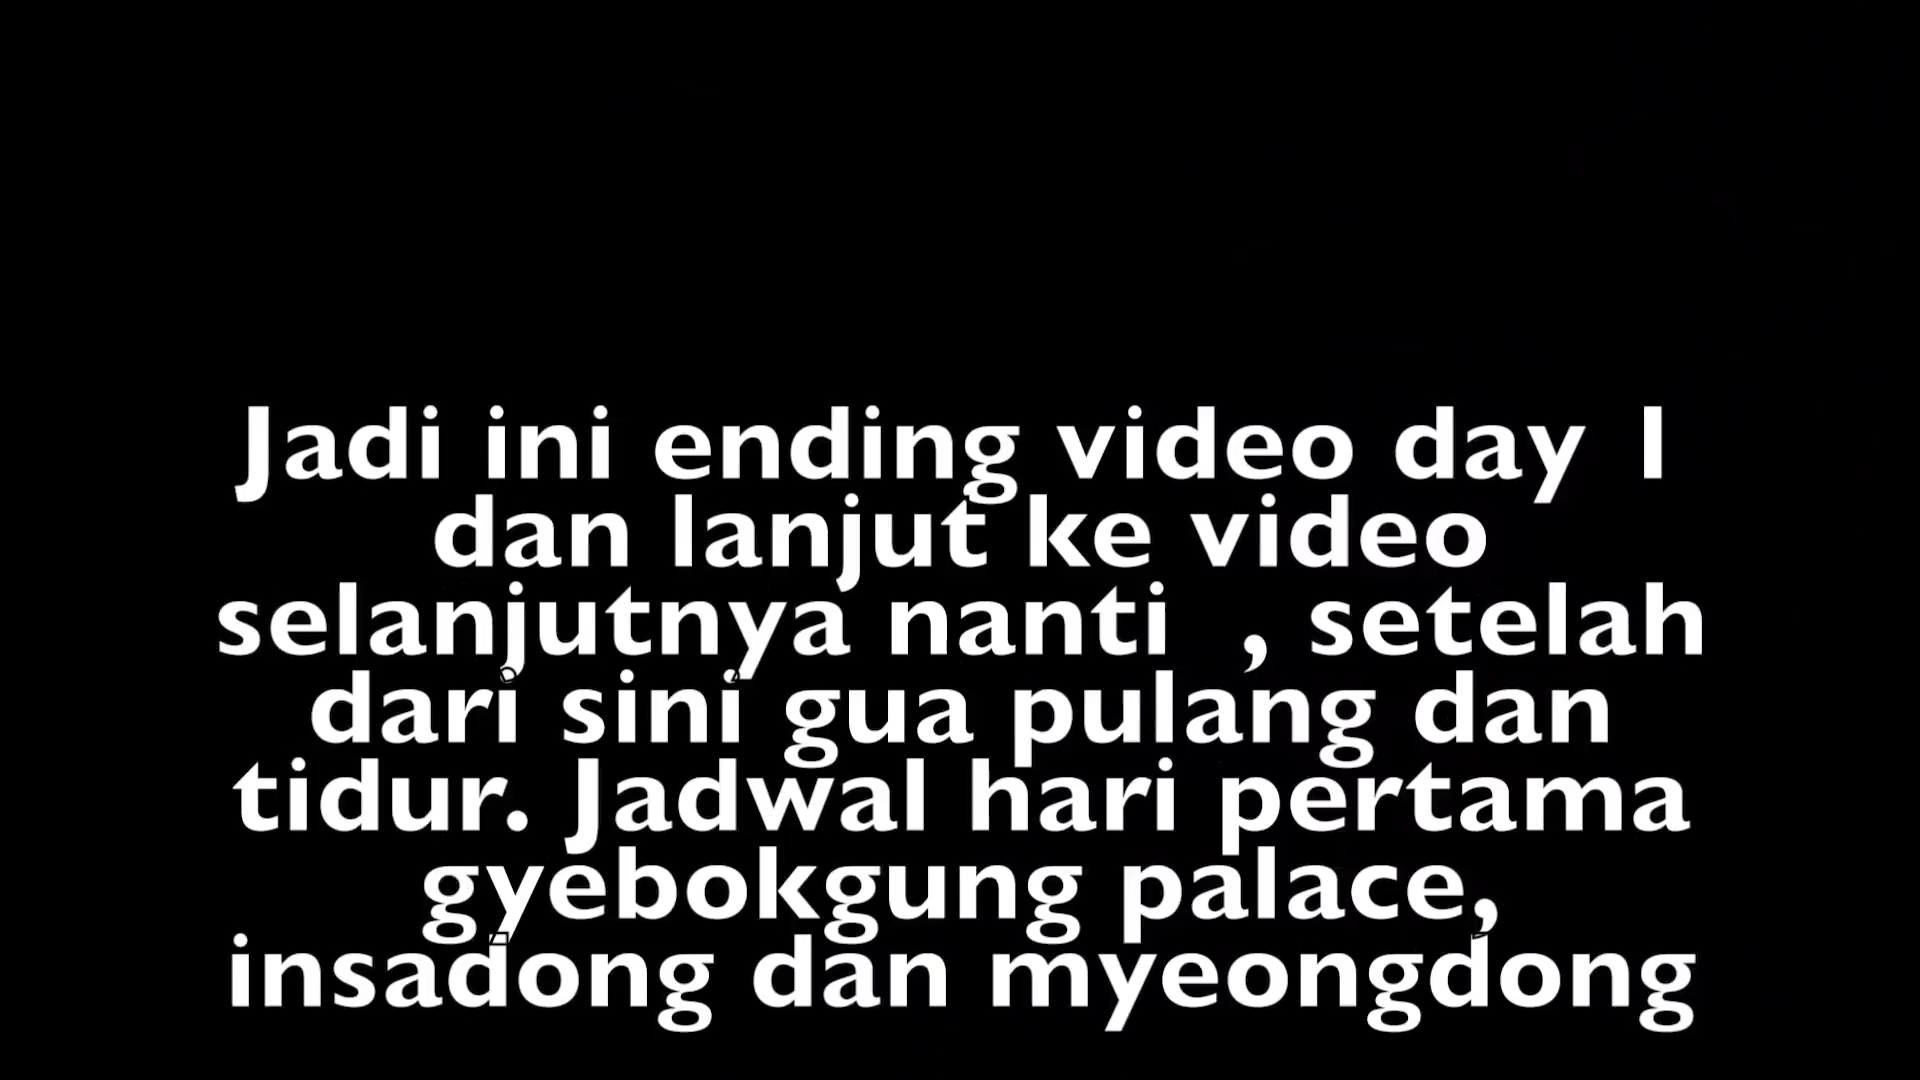 Jadi ini ending video day 1
dan lanjut ke video
selanjutnya nanti  , setelah
dari sini gua pulang dan
tidur. Jadwal hari pertama
gyebokgung palace,
insadong dan myeongdong